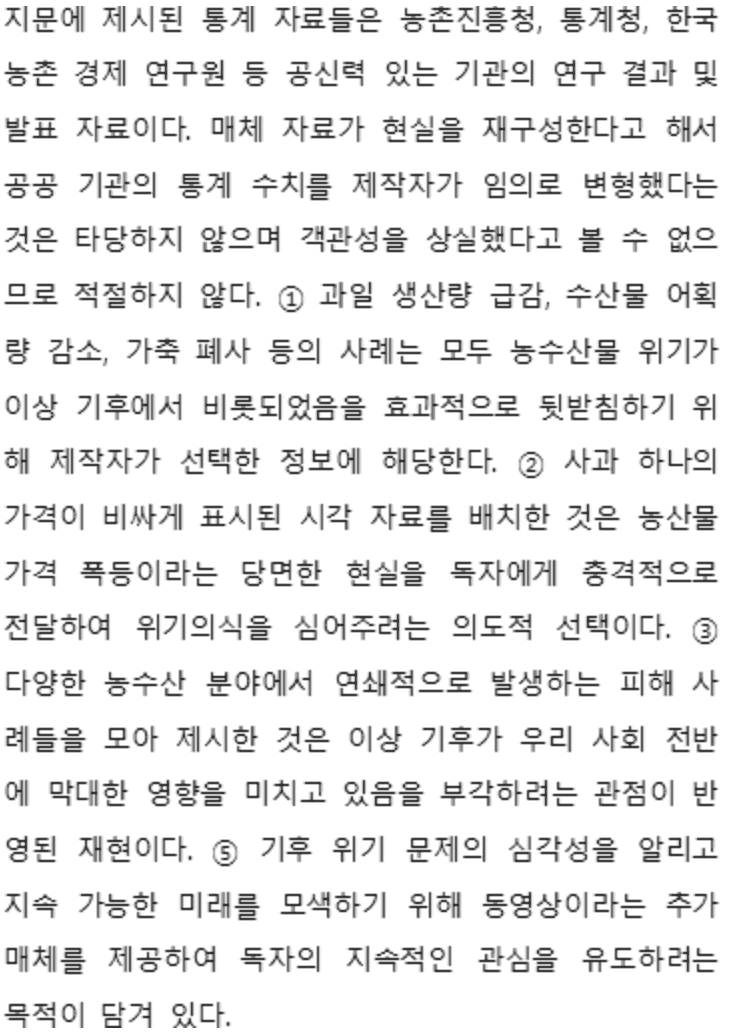 지문에 제시된 통계 자료들은 농촌진흥청, 통계청, 한국
농촌 경제 연구원 등 공신력 있는 기관의 연구 결과 및
발표 자료이다. 매체 자료가 현실을 재구성한다고 해서
공공 기관의 통계 수치를 제작자가 임의로 변형했다는
것은 타당하지 않으며 객관성을 상실했다고 볼 수 없으
므로 적절하지 않다. ① 과일 생산량 급감, 수산물 어획
량 감소, 가축 폐사 등의 사례는 모두 농수산물 위기가
이상 기후에서 비롯되었음을 효과적으로 뒷받침하기 위
해 제작자가 선택한 정보에 해당한다. ② 사과 하나의
가격이 비싸게 표시된 시각 자료를 배치한 것은 농산물
가격 폭등이라는 당면한 현실을 독자에게 충격적으로
전달하여 위기의식을 심어주려는 의도적 선택이다. ③
다양한 농수산 분야에서 연쇄적으로 발생하는 피해 사
례들을 모아 제시한 것은 이상 기후가 우리 사회 전반
에 막대한 영향을 미치고 있음을 부각하려는 관점이 반
영된 재현이다. ⑤ 기후 위기 문제의 심각성을 알리고
지속 가능한 미래를 모색하기 위해 동영상이라는 추가
매체를 제공하여 독자의 지속적인 관심을 유도하려는
목적이 담겨 있다.